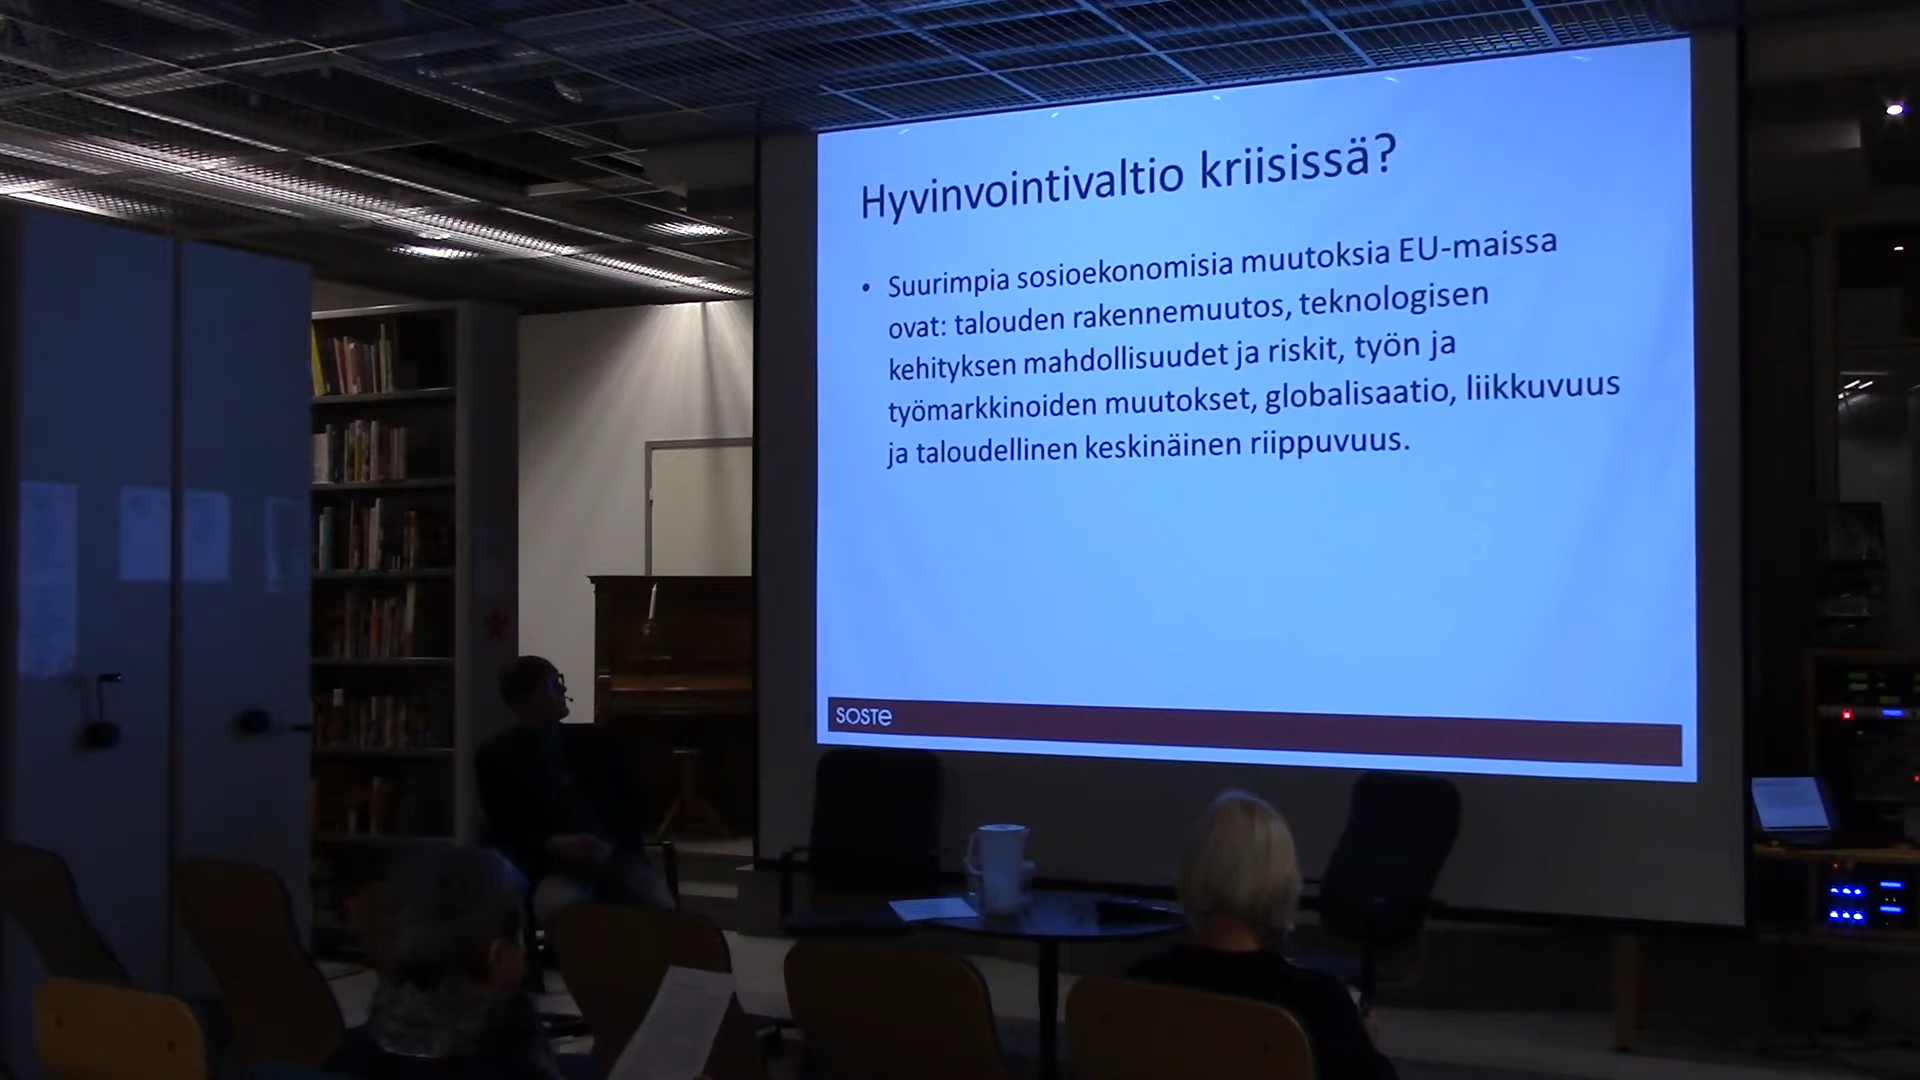 Hyvinvointivaltio kriisissä?
• Suurimpia sosioekonomisia muutoksia EU-maissa
ovat: talouden rakennemuutos, teknologisen
kehityksen mahdollisuudet ja riskit, työn ja
työmarkkinoiden muutokset, globalisaatio, liikkuvuus
ja taloudellinen keskinäinen riippuvuus.
soste